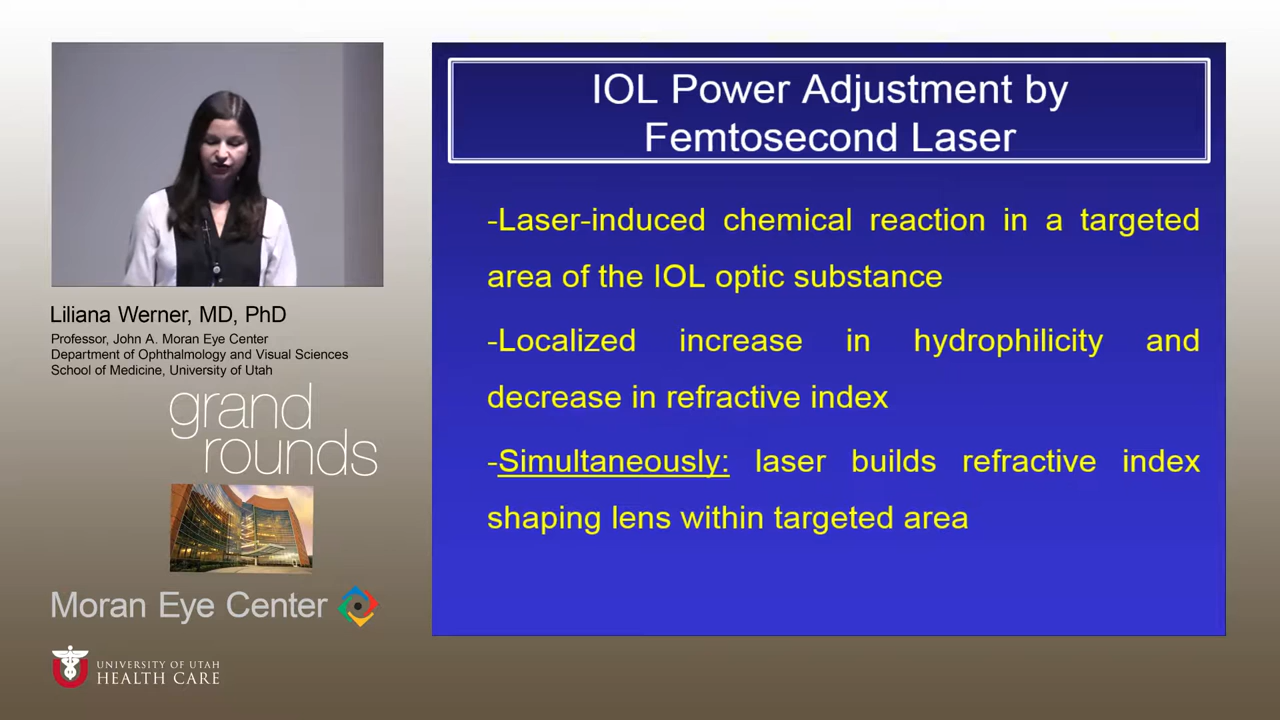 IOL Power Adjustment by
Femtosecond Laser
-Laser-induced chemical reaction in a targeted
area of the IOL optic substance
-Localized increase in hydrophilicity and
decrease in refractive index
-Simultaneously: laser builds refractive index
shaping lens within targeted area
Liliana Werner, MD, PhD
Professor, John A. Moran Eye Center
Department of Ophthalmology and Visual Sciences
School of Medicine, University of Utah
grand
rounds
Moran Eye Center
UNIVERSITY OF UTAH
HEALTH CARE